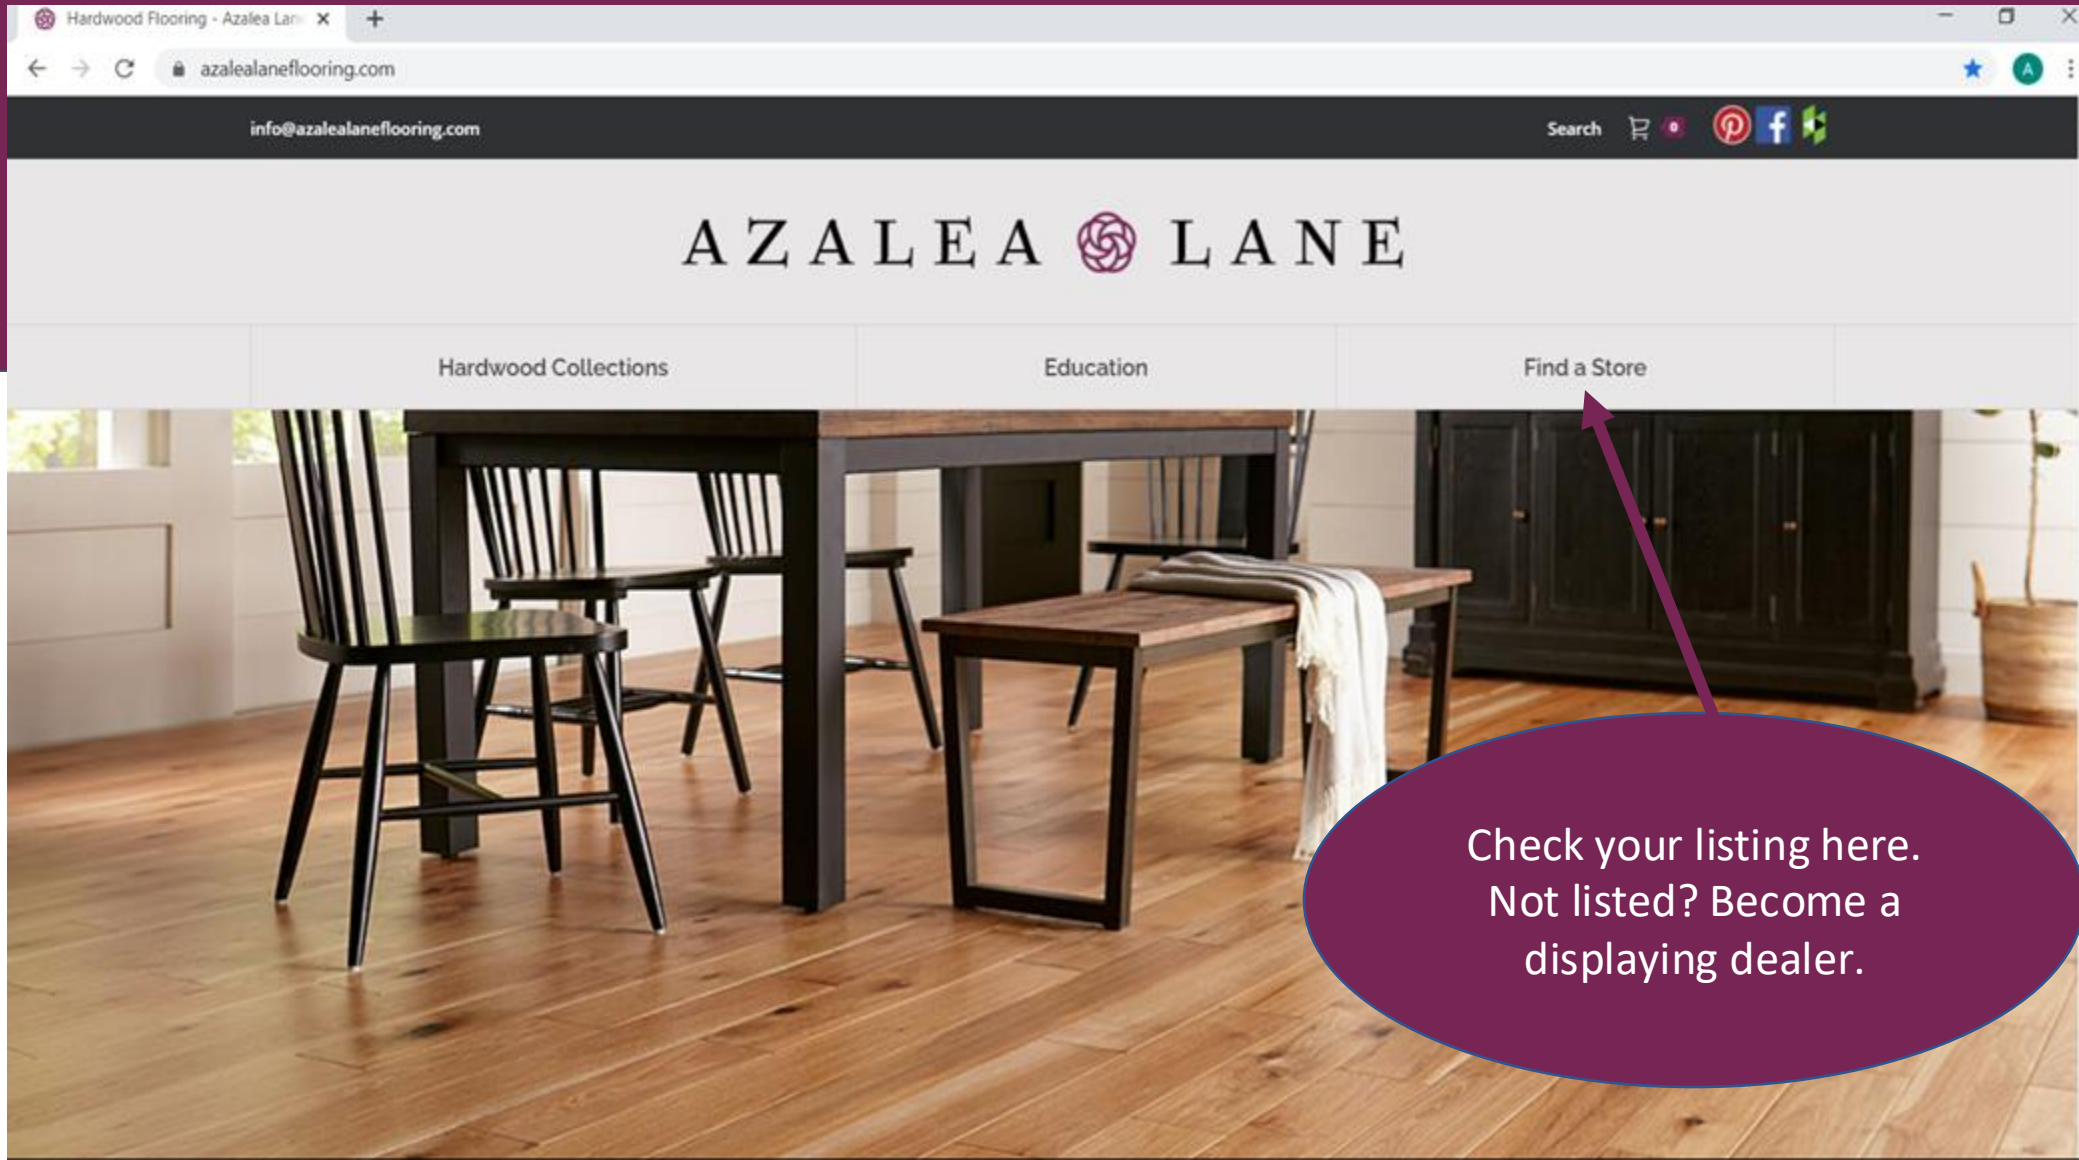 Hardwood Flooring - Azalea Lan
azalealaneflooring.com
A
info@azalealaneflooring.com
Search 0
AZALEA LANE
Hardwood Collections
Education
Find a Store
Check your listing here.
Not listed? Become a
displaying dealer.